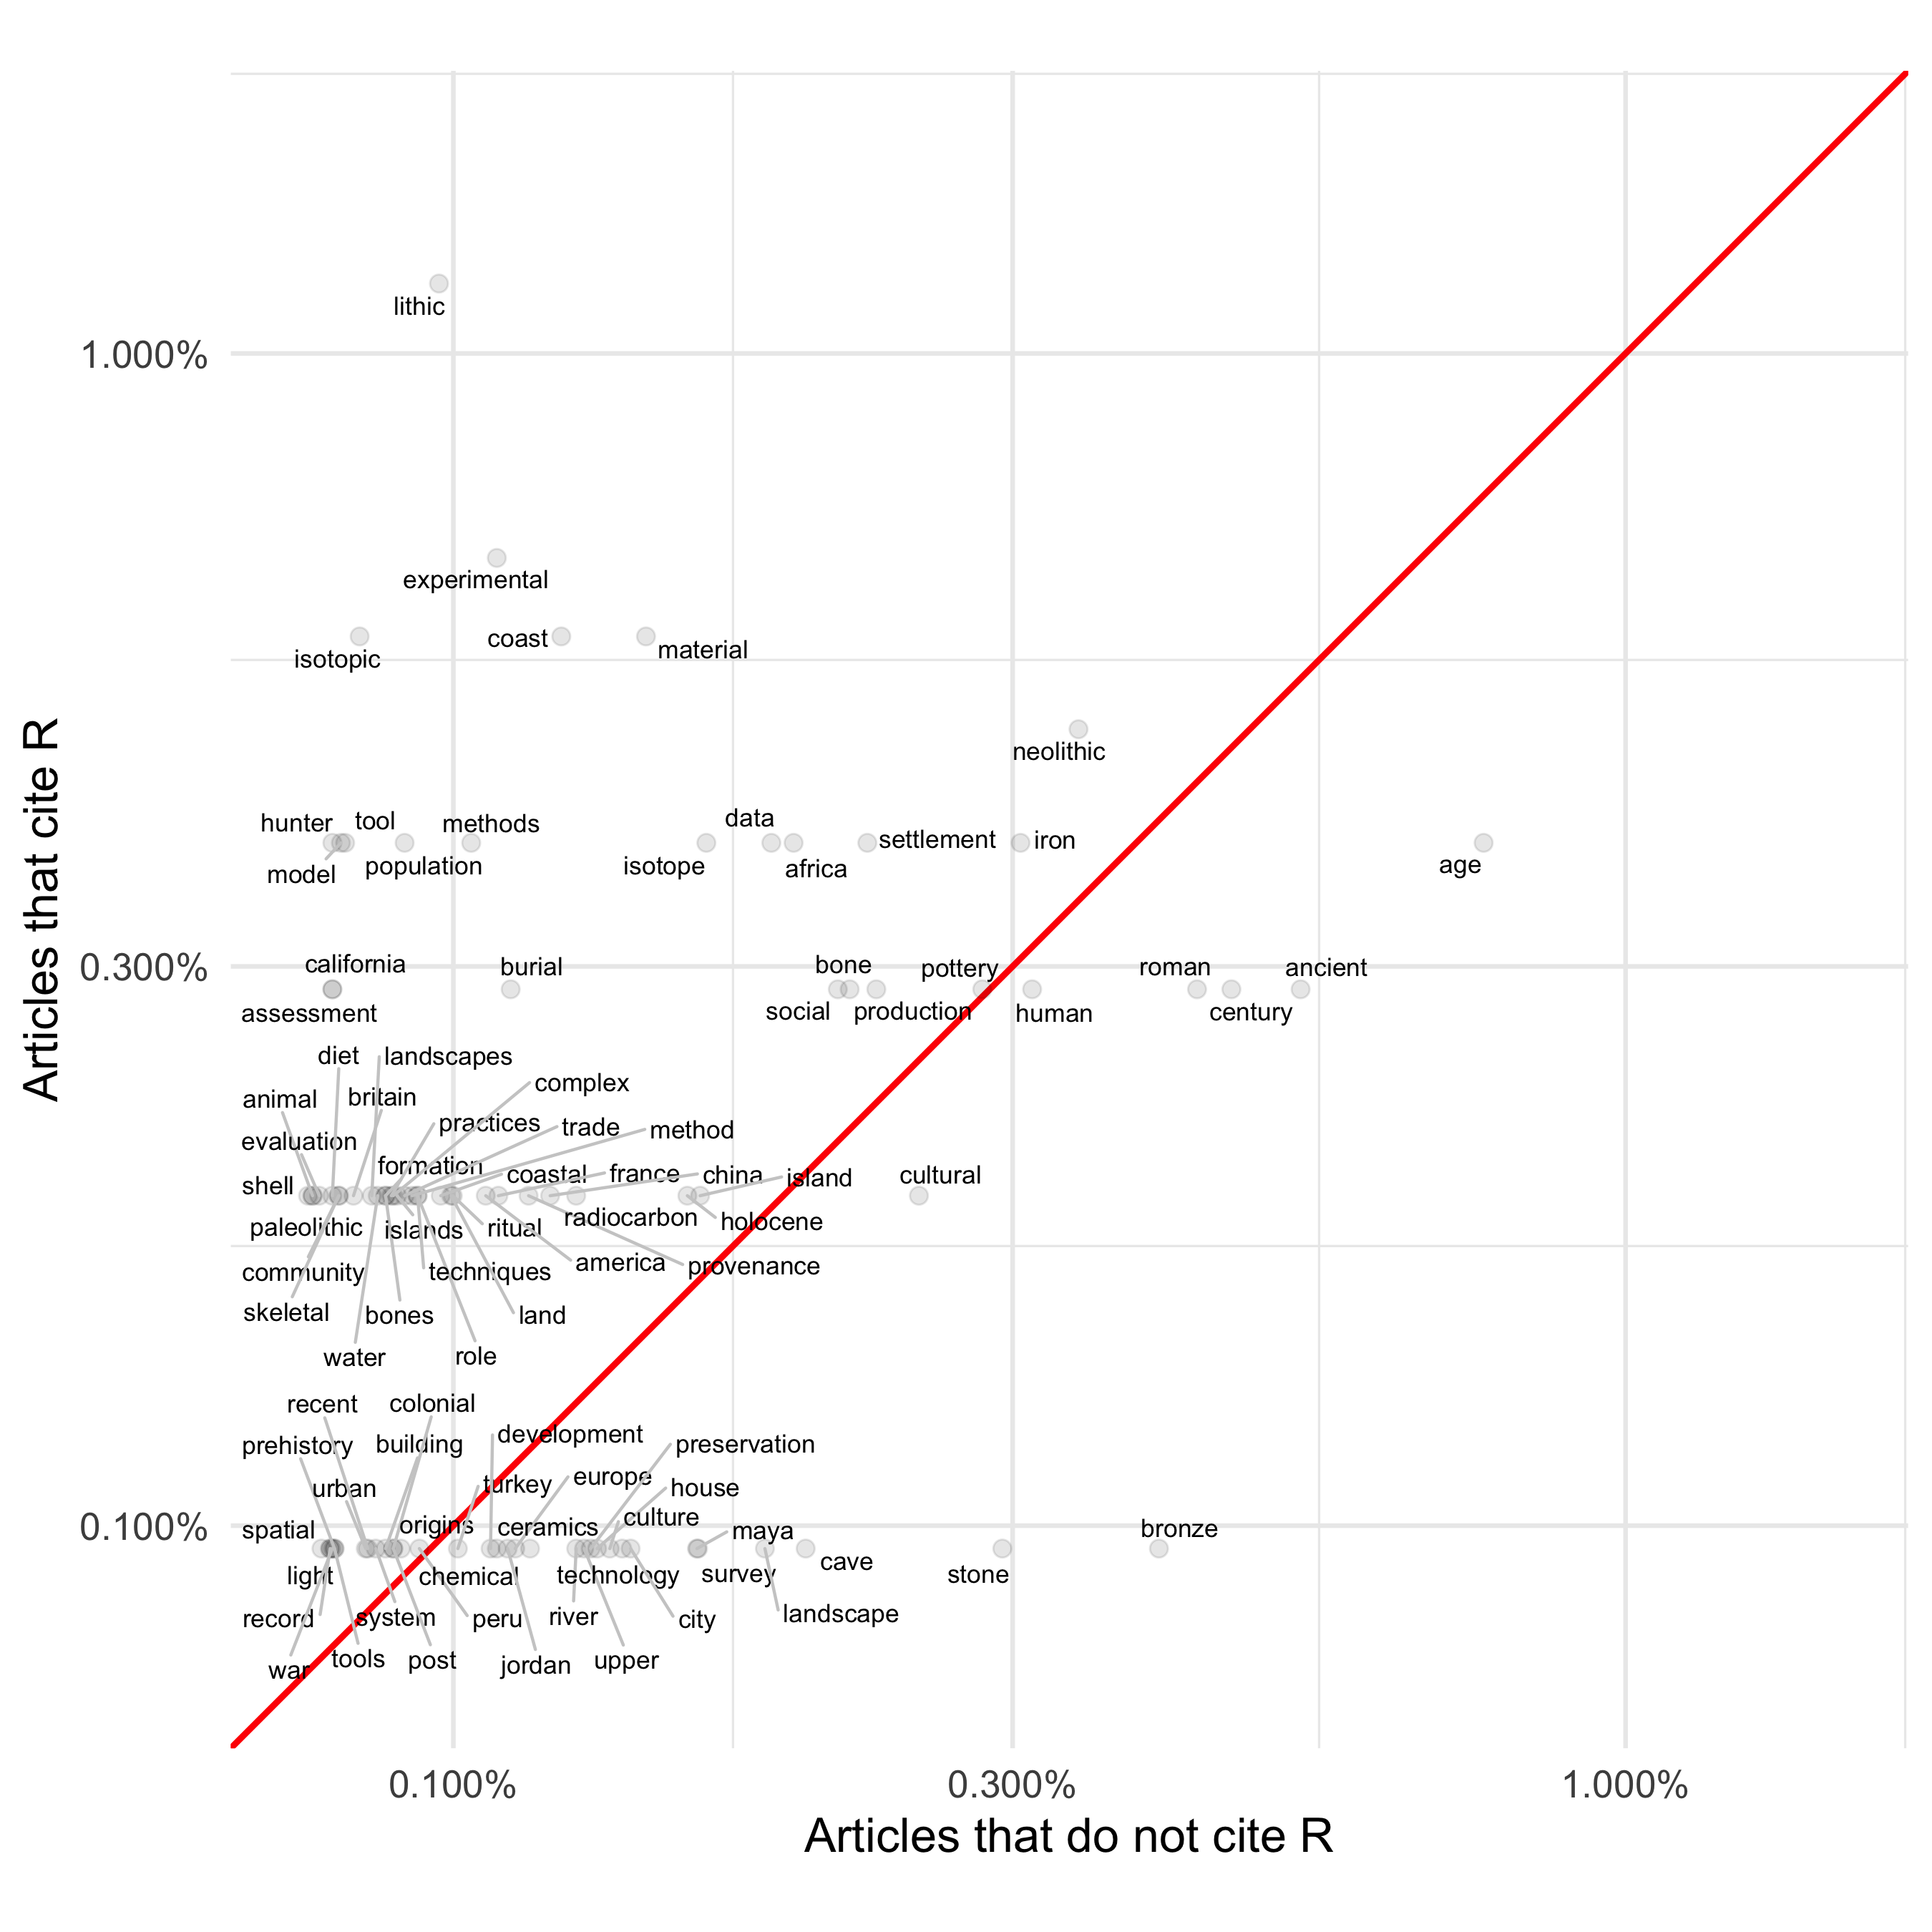 lithic
1.000%
experimental
coast
material
isotopic
neolithic
hunter
tool
methods
data
settlement
iron
model
population
isotope
africa
age
0.300%
california
burial
bone
pottery
roman
ancient
assessment
social
production
human
century
diet
landscapes
complex
animal
britain
practices
trade
method
evaluation
formation
coastal
france
china
island
cultural
shell
paleolithic
islands
ritual
radiocarbon
holocene
community
techniques
america
provenance
skeletal
bones
land
water
role
recent
colonial
prehistory
building
development
preservation
urban
turkey
europe
house
0.100%
spatial
origins
ceramics
culture
maya
bronze
light
chemical
technology
survey
cave
stone
record
system
peru
river
city
landscape
war
tools
post
jordan
upper
Articles that cite R
0.100%
0.300%
1.000%
Articles that do not cite R